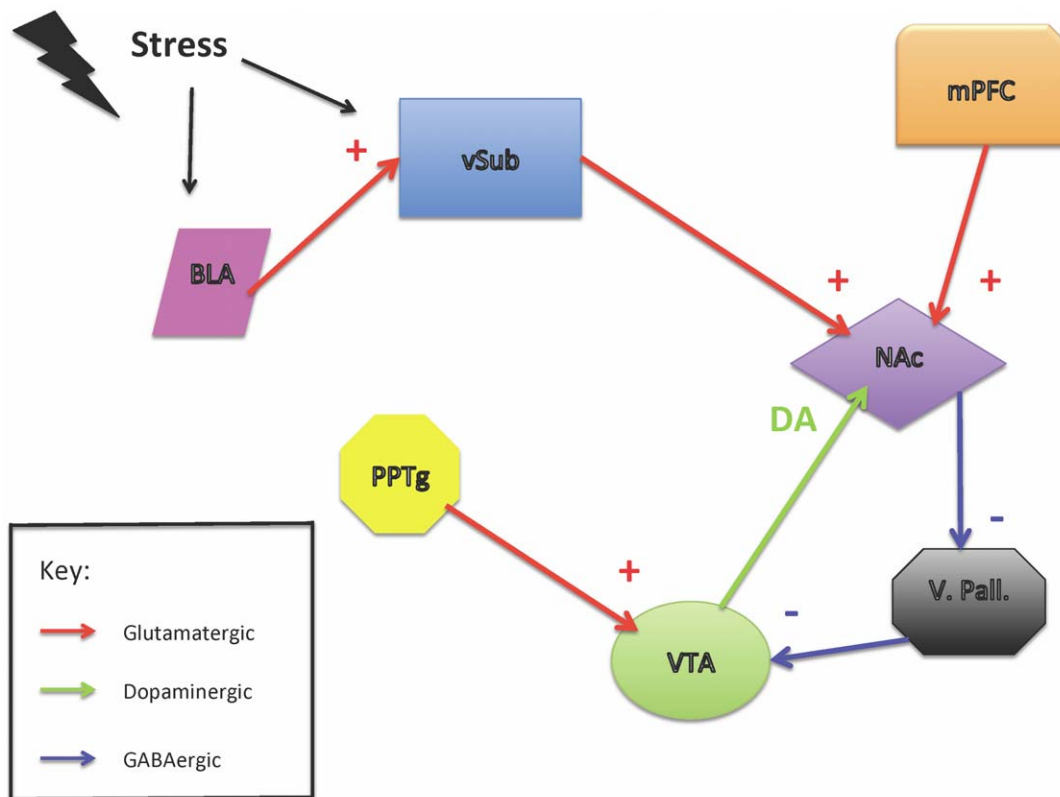 Stress
mPFC
+
vSub
BLA
+
+
NAc
DA
PPTg
-
V. Pall.
+
-
VTA
Key:
Glutamatergic
Dopaminergic
GABAergic